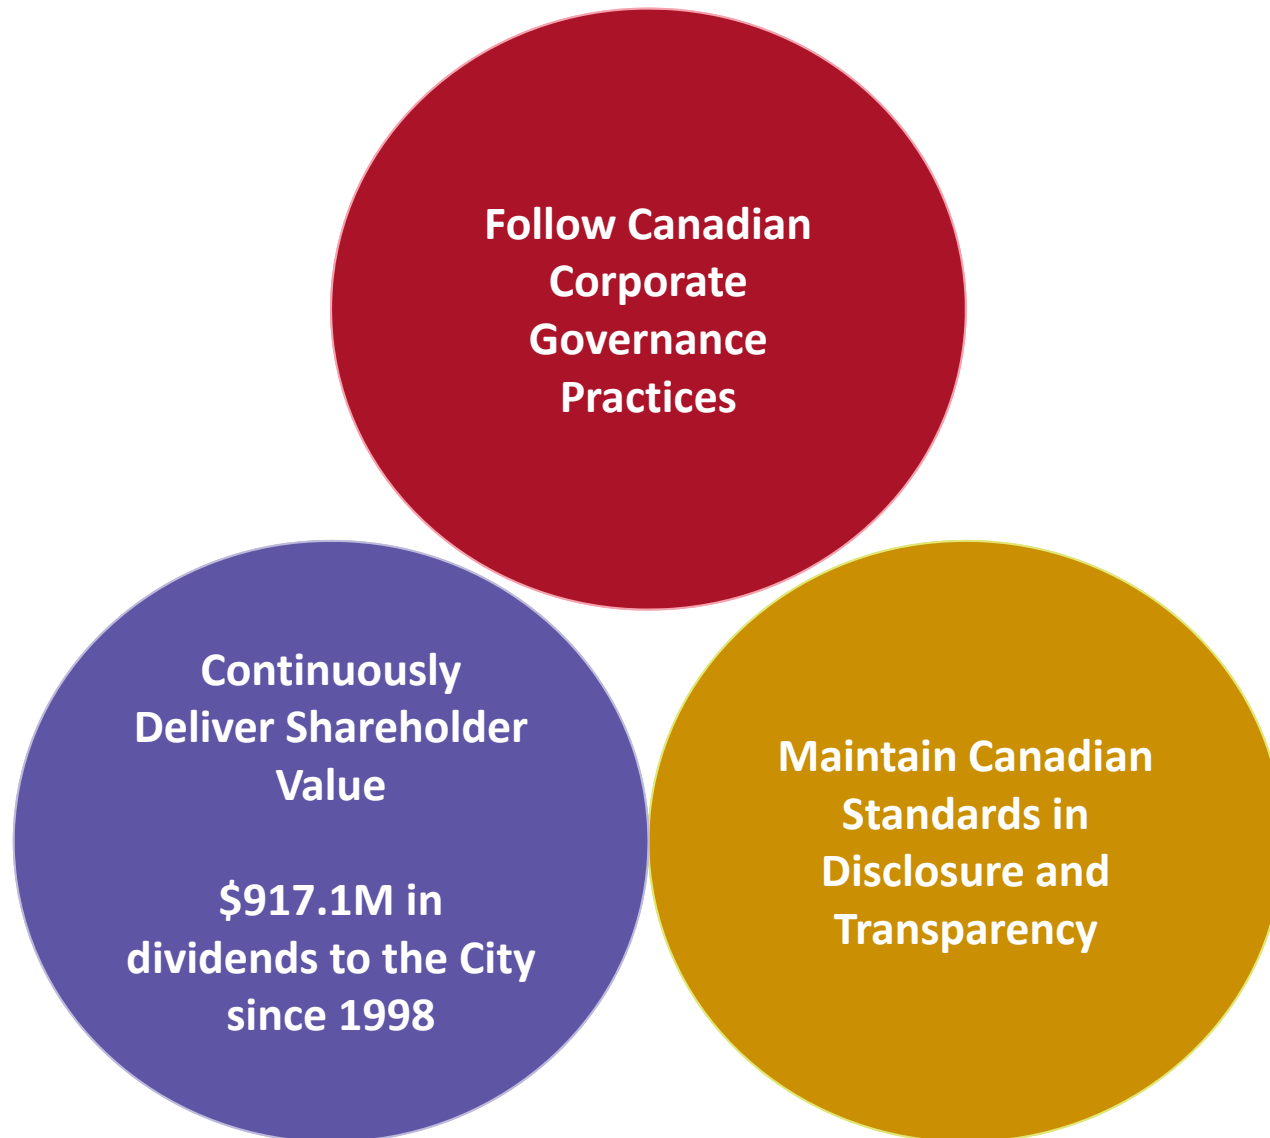 Follow Canadian
Corporate
Governance
Practices
Continuously
Deliver Shareholder
Value
$917.1M in
dividends to the City
since 1998
Maintain Canadian
Standards in
Disclosure and
Transparency